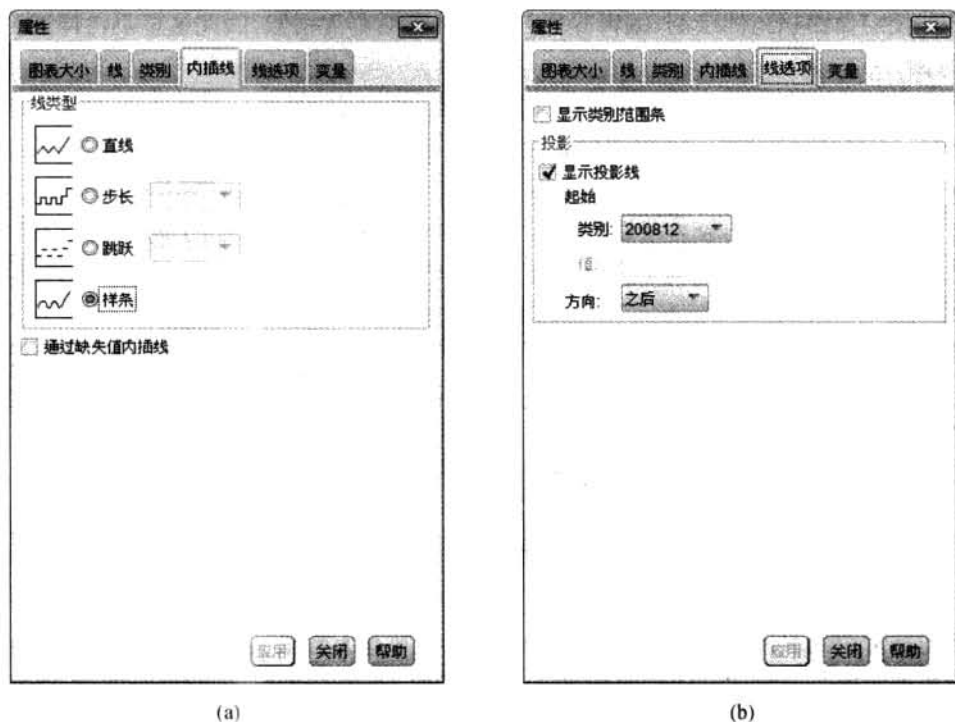 属性
图表大小 线 类别 内插线 线选项 变量
线类型
直线
步长
跳跃
样条
通过缺失值内插线
应用 关闭 帮助
(a)
属性
图表大小 线 类别 内插线 线选项 变量
显示类别范围条
投影
显示投影线
起始
类别: 200812
值:
方向: 之后
应用 关闭 帮助
(b)